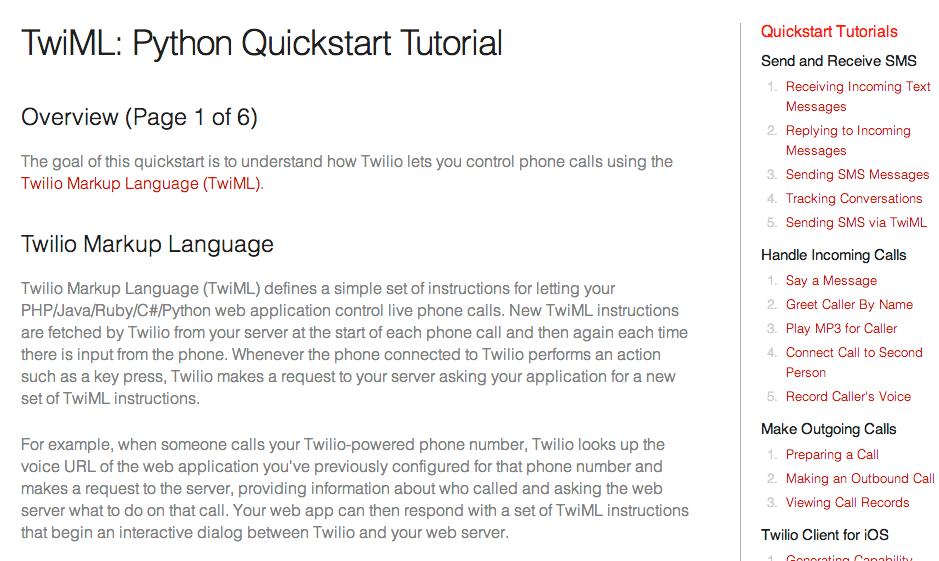 TwiML: Python Quickstart Tutorial
Overview (Page 1 of 6)
The goal of this quickstart is to understand how Twilio lets you control phone calls using the
Twilio Markup Language (TwiML).
Twilio Markup Language
Twilio Markup Language (TwiML) defines a simple set of instructions for letting your
PHP/Java/Ruby/C#/Python web application control live phone calls. New TwiML instructions
are fetched by Twilio from your server at the start of each phone call and then again each time
there is input from the phone. Whenever the phone connected to Twilio performs an action
such as a key press, Twilio makes a request to your server asking your application for a new
set of TwiML instructions.
For example, when someone calls your Twilio-powered phone number, Twilio looks up the
voice URL of the web application you've previously configured for that phone number and
makes a request to the server, providing information about who called and asking the web
server what to do on that call. Your web app can then respond with a set of TwiML instructions
that begin an interactive dialog between Twilio and your web server.
Quickstart Tutorials
Send and Receive SMS
1. Receiving Incoming Text
Messages
2. Replying to Incoming
Messages
3. Sending SMS Messages
4. Tracking Conversations
5. Sending SMS via TwiML
Handle Incoming Calls
1. Say a Message
2. Greet Caller By Name
3. Play MP3 for Caller
4. Connect Call to Second
Person
5. Record Caller's Voice
Make Outgoing Calls
1. Preparing a Call
2. Making an Outbound Call
3. Viewing Call Records
Twilio Client for iOS
1. Generating Capability